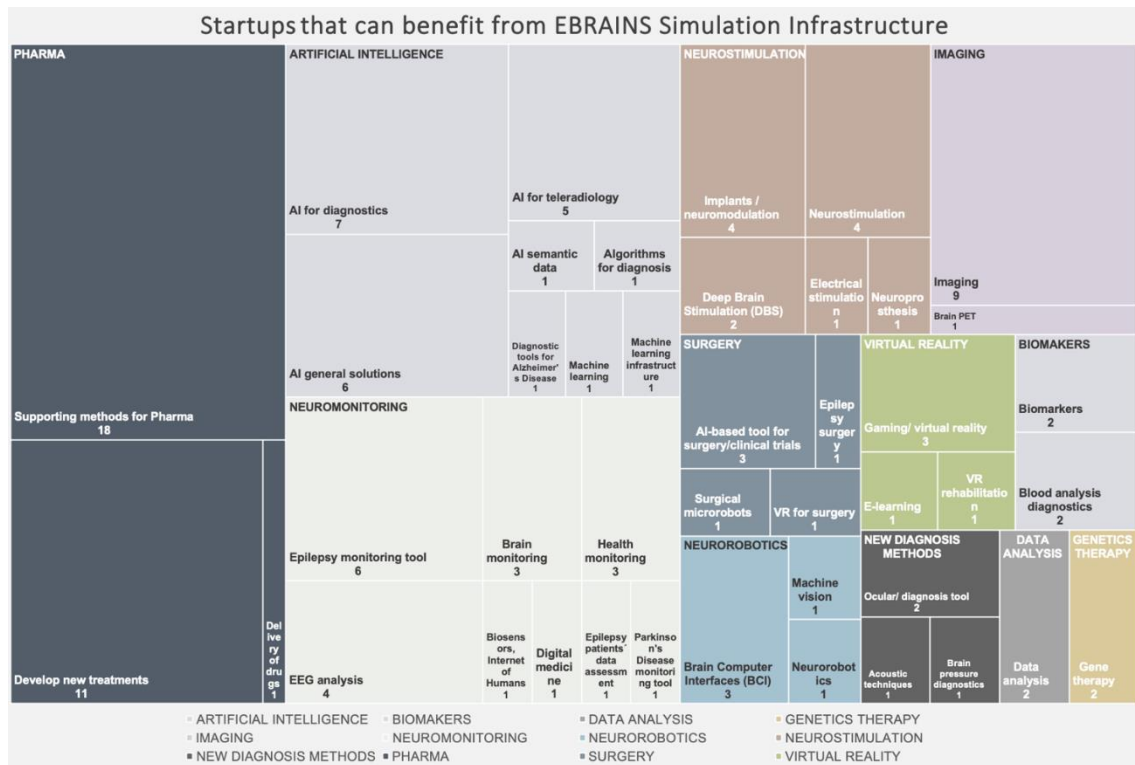 Startups that can benefit from EBRAINS Simulation Infrastructure
PHARMA
Supporting methods for Pharma
18
Develop new treatments
11
Del
ivery
of
drug
s
1
ARTIFICIAL INTELLIGENCE
AI for diagnostics
7
AI for teleradiology
5
AI general solutions
6
AI semantic
data
1
Algorithms
for diagnosis
1
Diagnostic
tools for
Alzheimer'
s Disease
1
Machine
learning
1
Machine
learning
infrastruct
ure
1
NEUROMONITORING
Epilepsy monitoring tool
6
Brain
monitoring
3
Health
monitoring
3
EEG analysis
4
Biosens
ors,
Internet of
Humans
1
Digital
medici
ne
1
Epilepsy
patients´
data
assessm
ent
1
Parkinso
n's
Disease
monitori
ng tool
1
NEUROSTIMULATION
Implants /
neuromodulation
4
Neurostimulation
4
Deep Brain
Stimulation (DBS)
2
Electrical
stimulatio
n
1
Neuropro
sthesis
1
IMAGING
Imaging
9
Brain PET
1
SURGERY
AI-based tool for
surgery/clinical trials
3
Epilep
sy
surger
y
1
Surgical
microrobots
1
VR for surgery
1
VIRTUAL REALITY
Gaming/ virtual reality
3
E-learning
1
VR
rehabilitatio
n
1
BIOMAKERS
Biomarkers
2
Blood analysis
diagnostics
2
NEUROROBOTICS
Brain Computer
Interfaces (BCI)
3
Machine
vision
1
Neurorobot
ics
1
NEW DIAGNOSIS
METHODS
Ocular/ diagnosis tool
2
Acoustic
techniques
1
Brain
pressure
diagnostics
1
DATA
ANALYSIS
Data
analysis
2
GENETICS
THERAPY
Gene
therapy
2
ARTIFICIAL INTELLIGENCE
BIOMAKERS
DATA ANALYSIS
GENETICS THERAPY
IMAGING
NEUROMONITORING
NEUROROBOTICS
NEUROSTIMULATION
NEW DIAGNOSIS METHODS
PHARMA
SURGERY
VIRTUAL REALITY